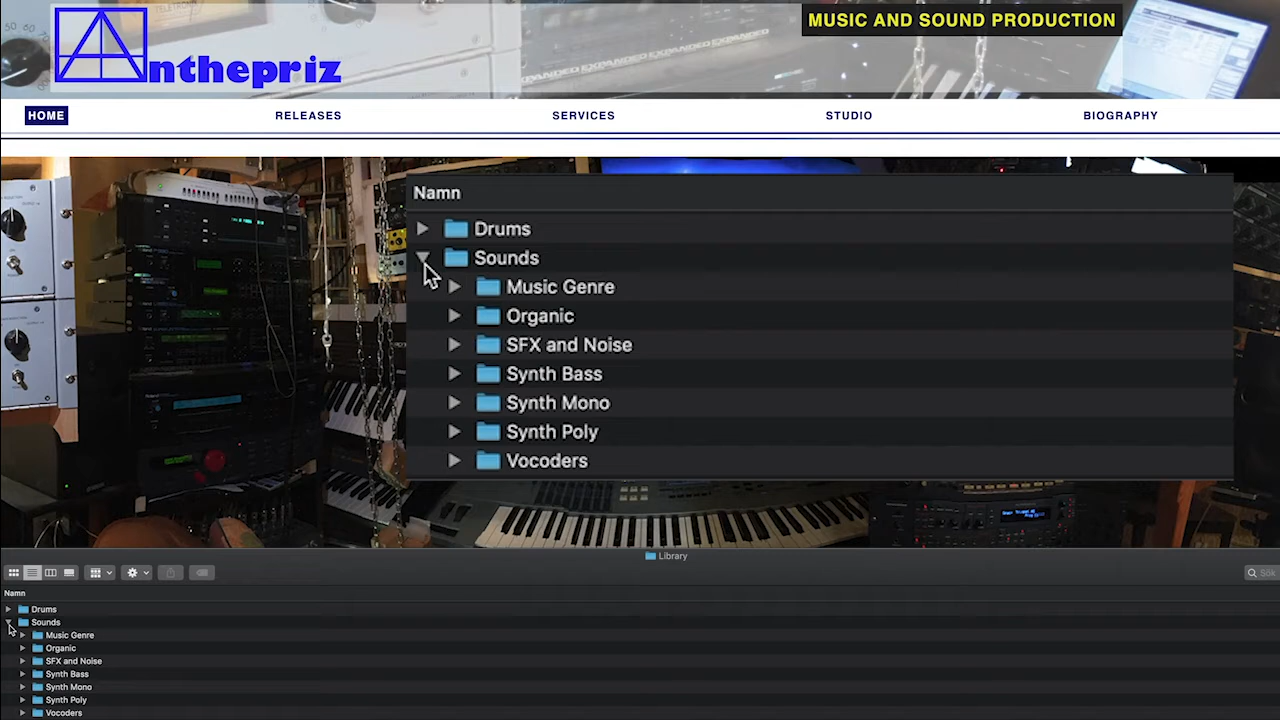 Anthepriz
MUSIC AND SOUND PRODUCTION
HOME
RELEASES
SERVICES
STUDIO
BIOGRAPHY
Namn
Drums
Sounds
Music Genre
Organic
SFX and Noise
Synth Bass
Synth Mono
Synth Poly
Vocoders
Library
Sök
Namn
Drums
Sounds
Music Genre
Organic
SFX and Noise
Synth Bass
Synth Mono
Synth Poly
Vocoders